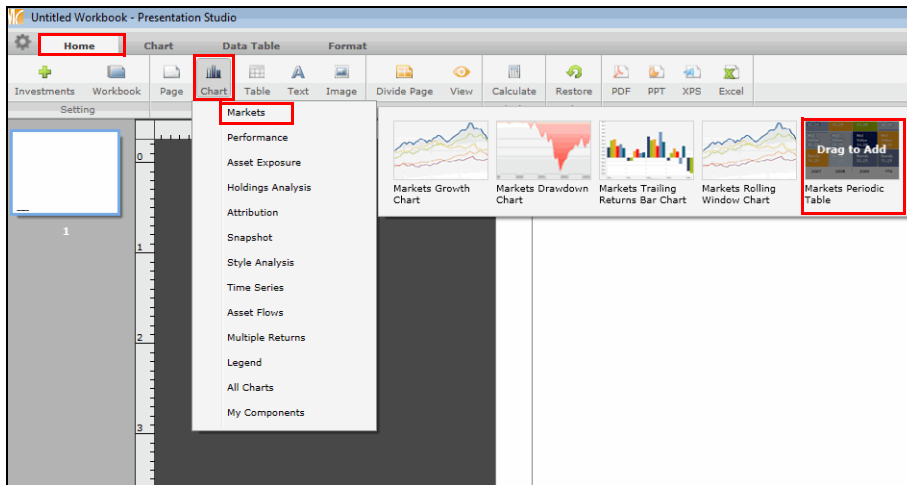 Untitled Workbook - Presentation Studio
Home Chart Data Table Format
Investments Workbook Page Chart Table Text Image Divide Page View Calculate Restore PDF PPT XPS Excel
Setting
Markets
Performance
Asset Exposure
Holdings Analysis
Attribution
Snapshot
Style Analysis
Time Series
Asset Flows
Multiple Returns
Legend
All Charts
My Components
Drag to Add
Markets Growth Chart
Markets Drawdown Chart
Markets Trailing Returns Bar Chart
Markets Rolling Window Chart
Markets Periodic Table
1
0
1
2
3